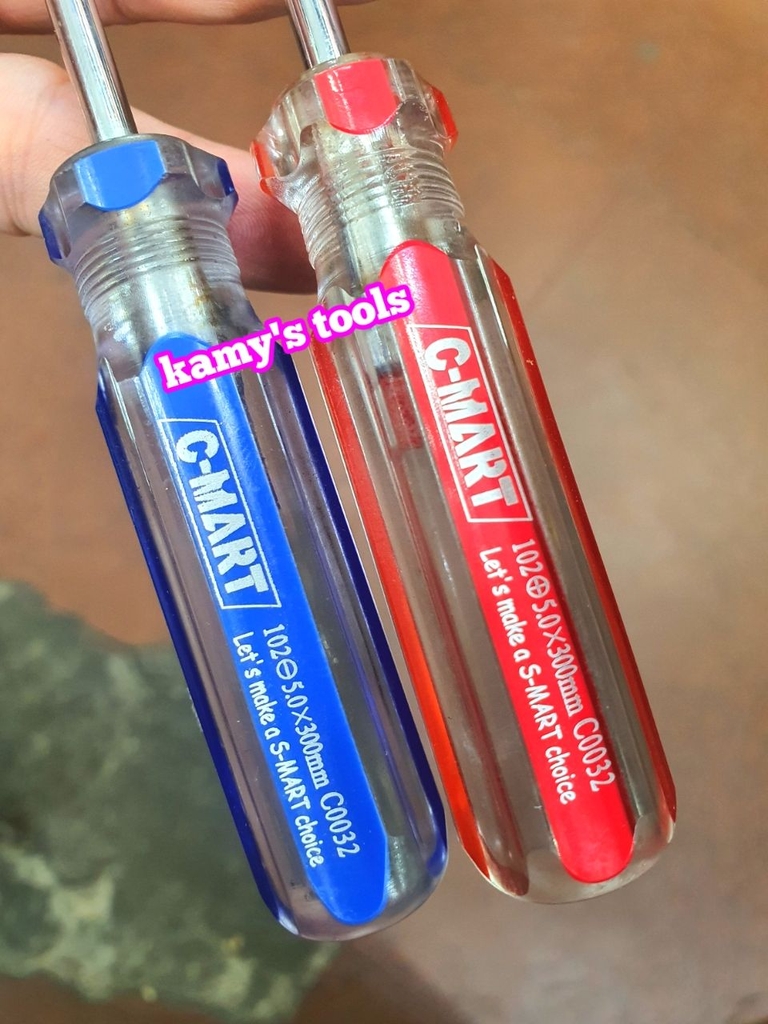 kamy's tools
C-MART
102⊖5.0×300mm C0032
Let's make a S-MART choice
C-MART
102⊕5.0×300mm C0032
Let's make a S-MART choice